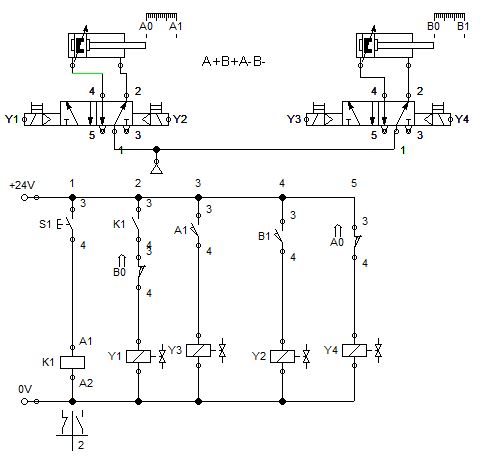 A0 A1
B0 B1
A+B+A-B-
4 2
4 2
Y1 Y2
Y3 Y4
5 1 3
5 1 3
+24V 1 2 3 4 5
3 3 3 3 3
S1 K1 A1 B1 A0
4 4 4 4 4
3
B0
4
A1
K1 Y1 Y3 Y2 Y4
A2
0V
2